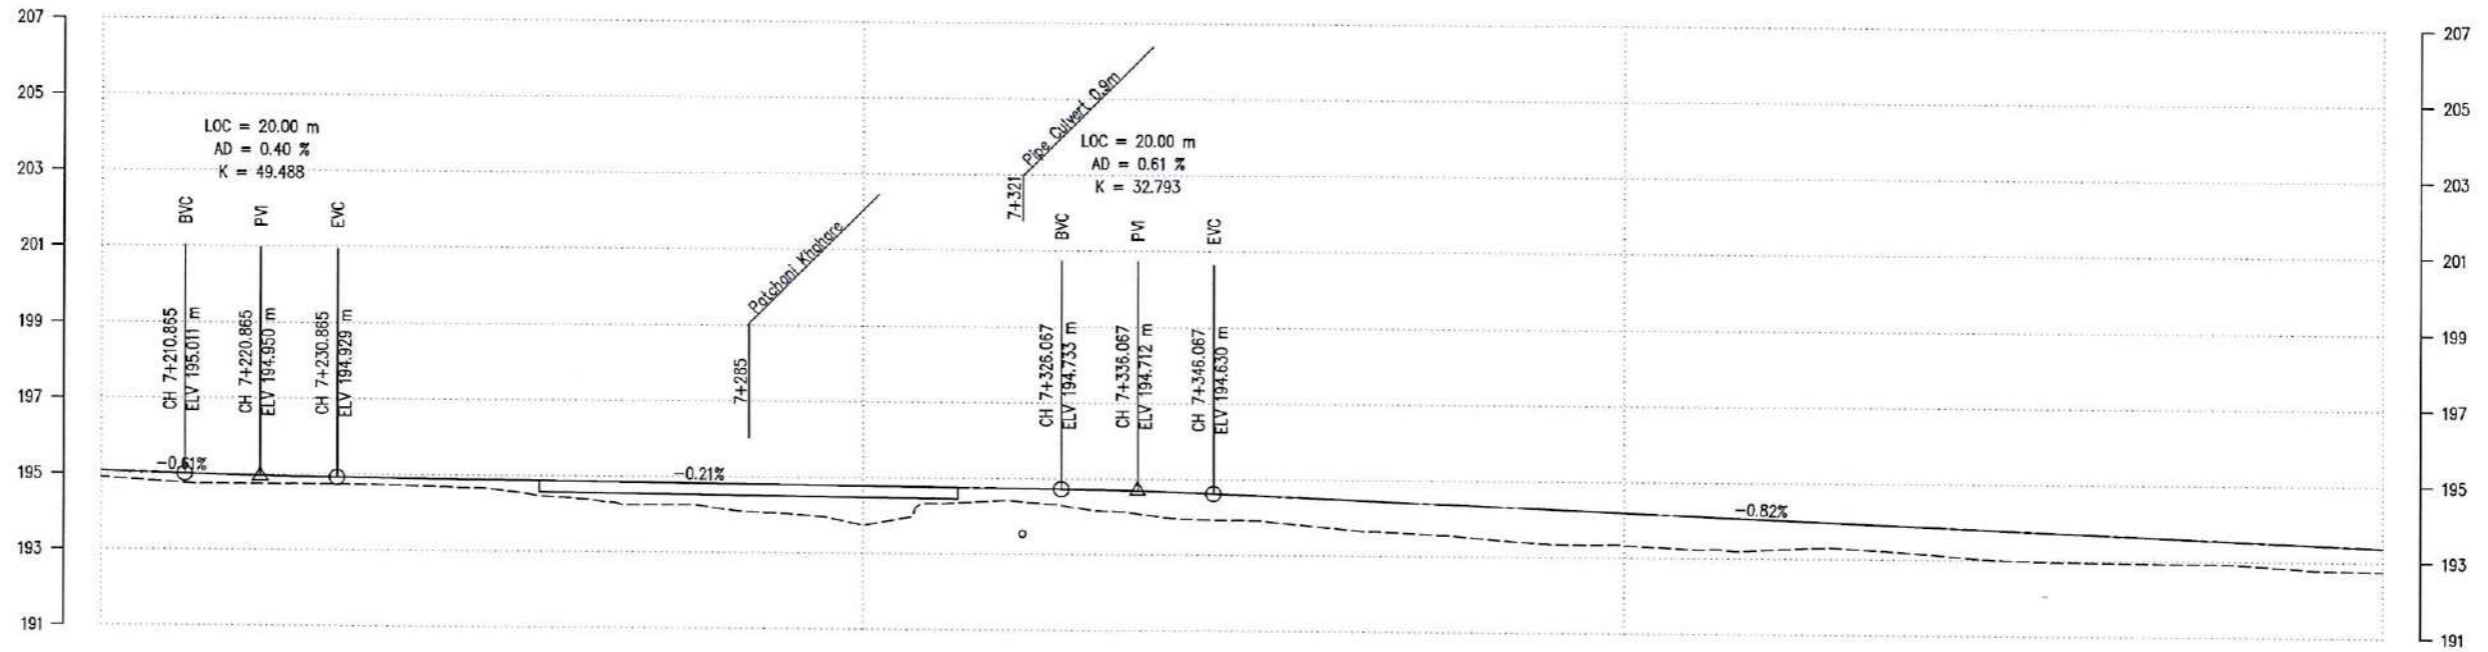 207
205
203
201
199
197
195
193
191
LOC = 20.00 m
AD = 0.40 %
K = 49.488
BVC
PVI
EVC
CH 7+210.865
ELV 195.011 m
CH 7+220.865
ELV 194.950 m
CH 7+230.865
ELV 194.929 m
-0.61%
7+285
Patchani Khahare
-0.21%
7+321
Pipe Culvert 0.9m
LOC = 20.00 m
AD = 0.61 %
K = 32.793
BVC
PVI
EVC
CH 7+326.067
ELV 194.733 m
CH 7+336.067
ELV 194.712 m
CH 7+346.067
ELV 194.630 m
-0.82%
207
205
203
201
199
197
195
193
191